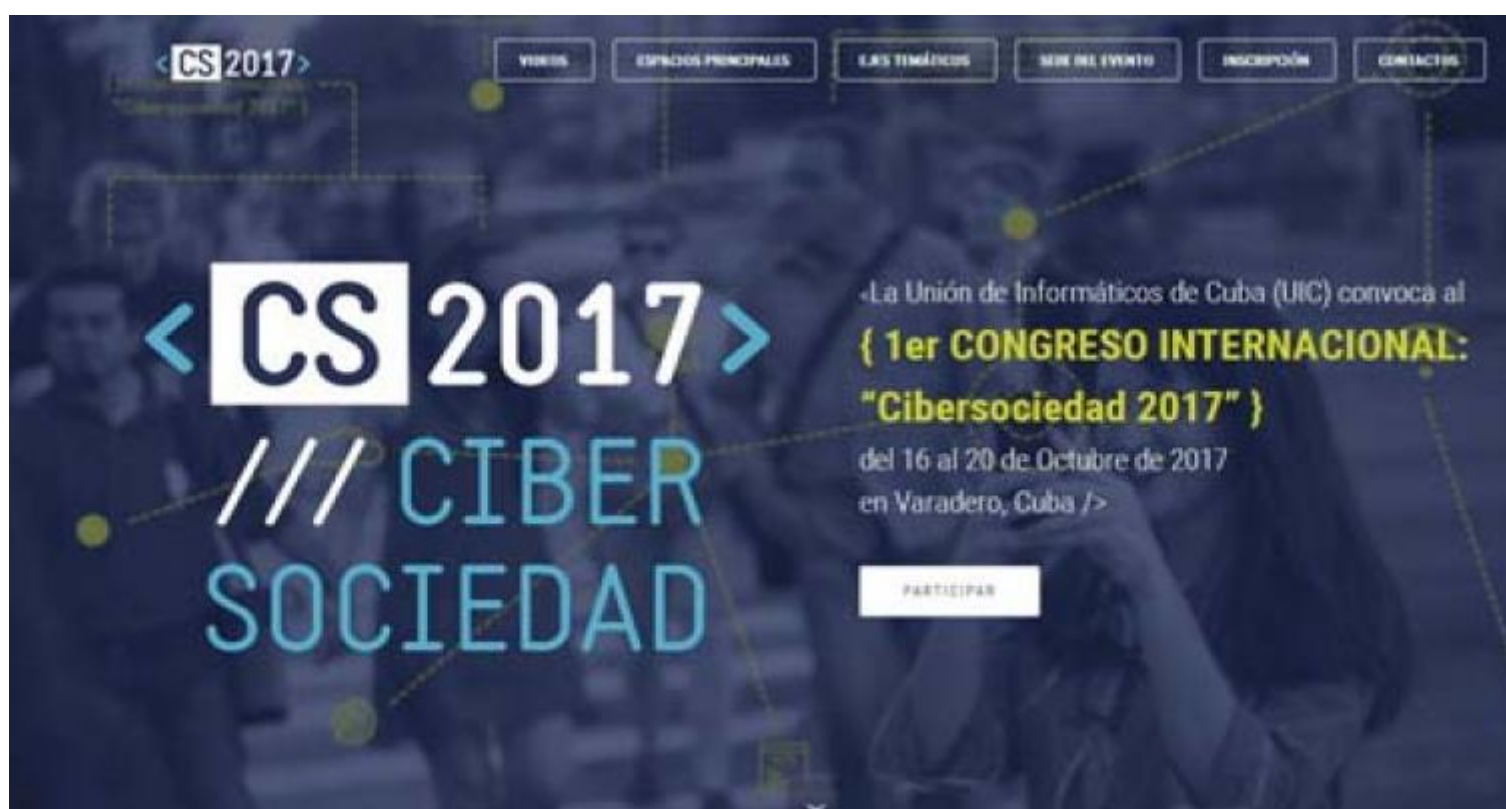 <CS 2017>
"Cibersociedad 2017" }
VIDEOS
ESPACIOS PRINCIPALES
EJES TEMÁTICOS
SEDE DEL EVENTO
INSCRIPCIÓN
CONTACTOS
<CS 2017>
/// CIBER
SOCIEDAD
<La Unión de Informáticos de Cuba (UIC) convoca al
{ 1er CONGRESO INTERNACIONAL:
“Cibersociedad 2017” }
del 16 al 20 de Octubre de 2017
en Varadero, Cuba />
PARTICIPAR